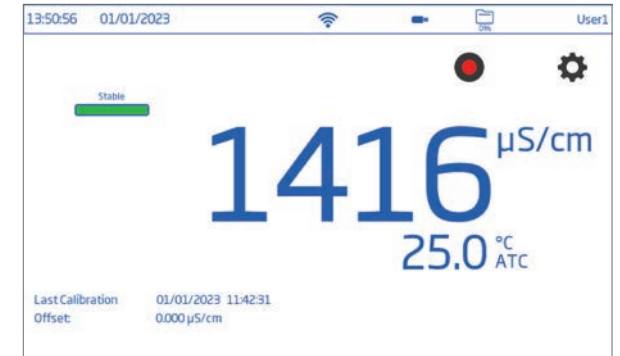 13:50:56 01/01/2023 User1
0%
Stable
1416 µS/cm
25.0 °C
ATC
Last Calibration 01/01/2023 11:42:31
Offset: 0.000 µS/cm